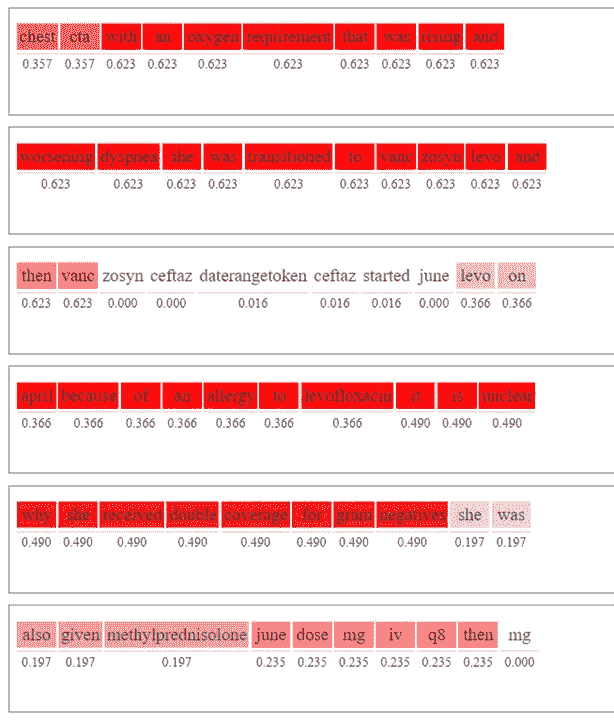 chest cta with an oxygen requirement that was rising and
0.357 0.357 0.623 0.623 0.623 0.623 0.623 0.623 0.623 0.623
worsening dyspnea she was transitioned to vanc zosyn levo and
0.623 0.623 0.623 0.623 0.623 0.623 0.623 0.623 0.623 0.623
then vanc zosyn ceftaz daterangetoken ceftaz started june levo on
0.623 0.623 0.000 0.000 0.016 0.016 0.016 0.000 0.366 0.366
april because of an allergy to levofloxacin it is unclear
0.366 0.366 0.366 0.366 0.366 0.366 0.366 0.490 0.490 0.490
why she received double coverage for gram negatives she was
0.490 0.490 0.490 0.490 0.490 0.490 0.490 0.490 0.197 0.197
also given methylprednisolone june dose mg iv q8 then mg
0.197 0.197 0.197 0.235 0.235 0.235 0.235 0.235 0.235 0.000